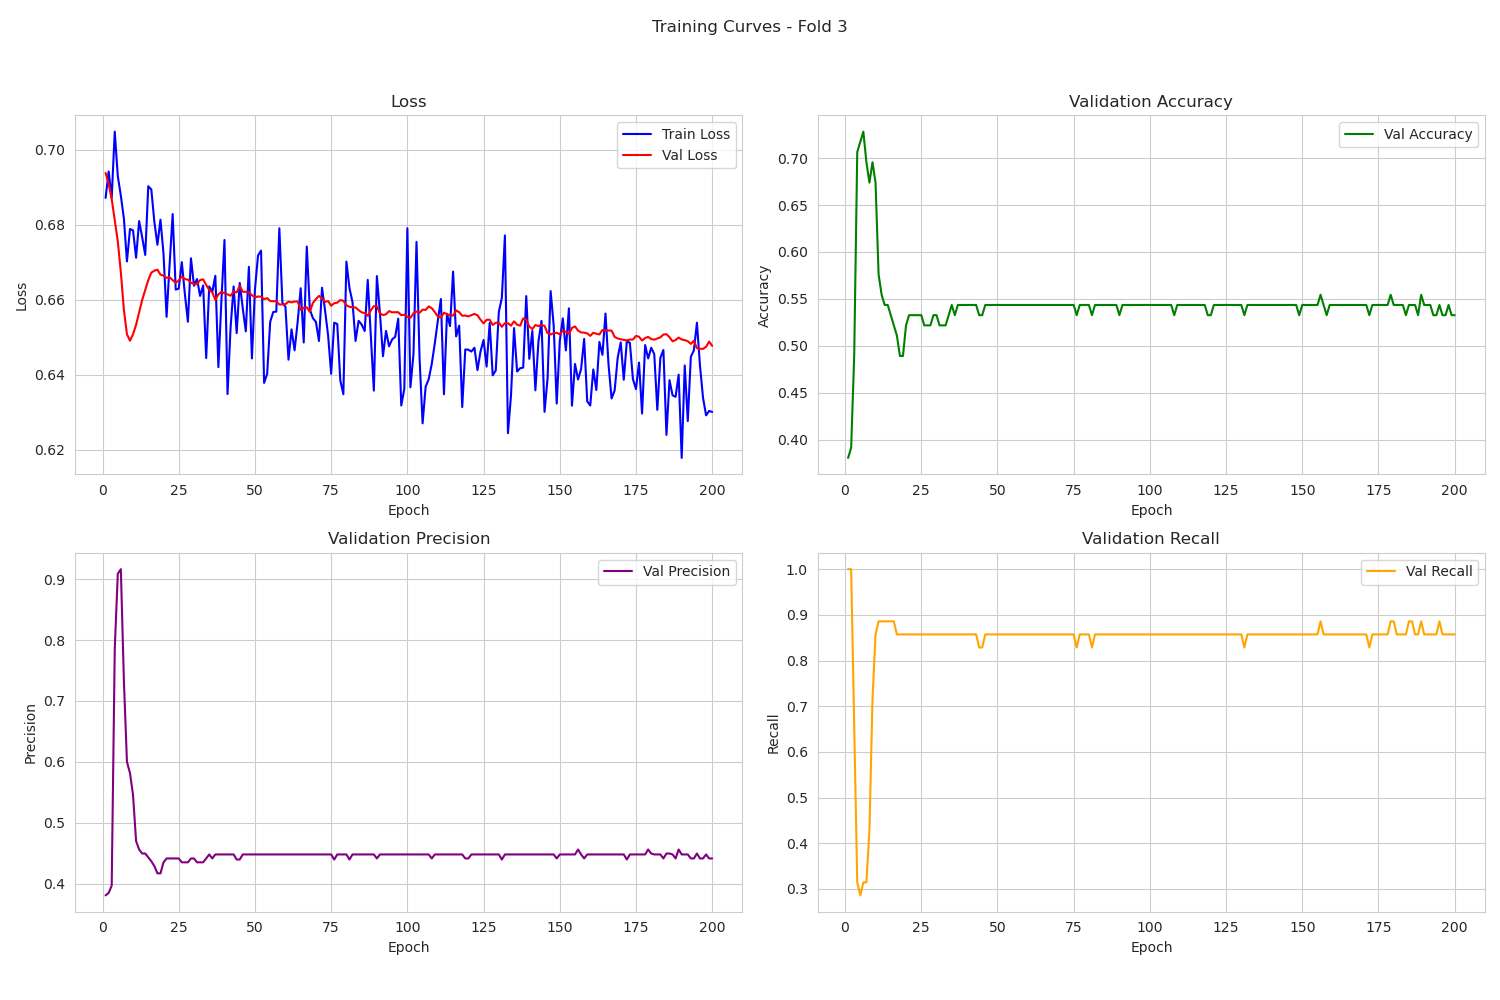 Training Curves - Fold 3
Loss
Train Loss
Val Loss
Loss
0.70
0.68
0.66
0.64
0.62
0 25 50 75 100 125 150 175 200
Epoch
Validation Accuracy
Val Accuracy
Accuracy
0.70
0.65
0.60
0.55
0.50
0.45
0.40
0 25 50 75 100 125 150 175 200
Epoch
Validation Precision
Val Precision
Precision
0.9
0.8
0.7
0.6
0.5
0.4
0 25 50 75 100 125 150 175 200
Epoch
Validation Recall
Val Recall
Recall
1.0
0.9
0.8
0.7
0.6
0.5
0.4
0.3
0 25 50 75 100 125 150 175 200
Epoch